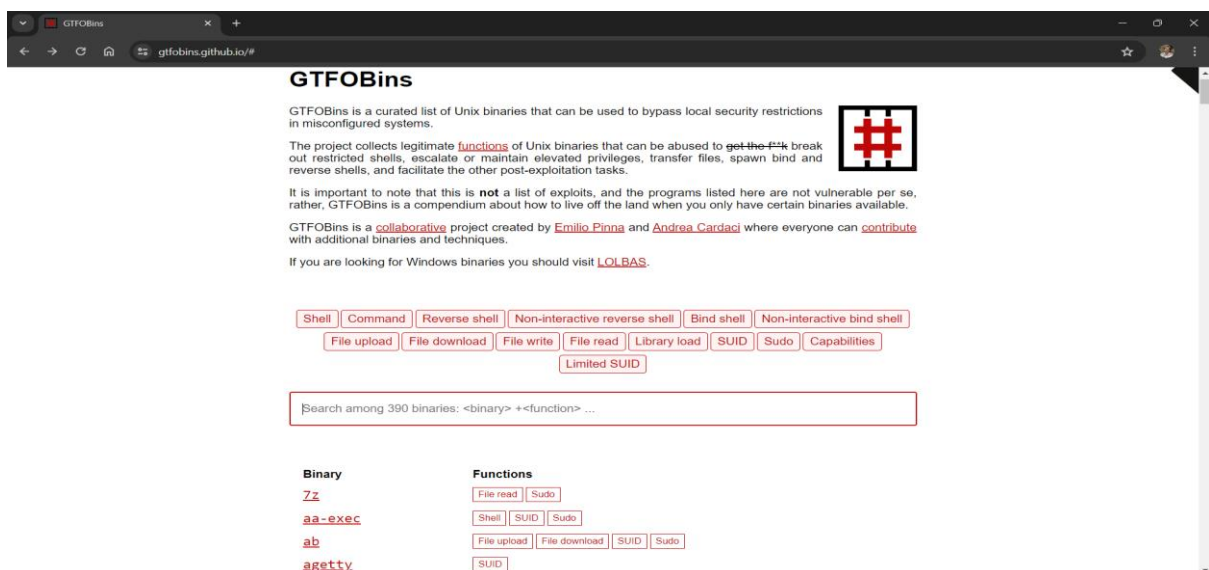 GTFOBins
gtfobins.github.io/#
GTFOBins
GTFOBins is a curated list of Unix binaries that can be used to bypass local security restrictions
in misconfigured systems.
The project collects legitimate functions of Unix binaries that can be abused to get the f**k break
out restricted shells, escalate or maintain elevated privileges, transfer files, spawn bind and
reverse shells, and facilitate the other post-exploitation tasks.
It is important to note that this is not a list of exploits, and the programs listed here are not vulnerable per se,
rather, GTFOBins is a compendium about how to live off the land when you only have certain binaries available.
GTFOBins is a collaborative project created by Emilio Pinna and Andrea Cardaci where everyone can contribute
with additional binaries and techniques.
If you are looking for Windows binaries you should visit LOLBAS.
Shell Command Reverse shell Non-interactive reverse shell Bind shell Non-interactive bind shell
File upload File download File write File read Library load SUID Sudo Capabilities
Limited SUID
Search among 390 binaries: <binary> +<function> ...
Binary Functions
7z File read Sudo
aa-exec Shell SUID Sudo
ab File upload File download SUID Sudo
agetty SUID